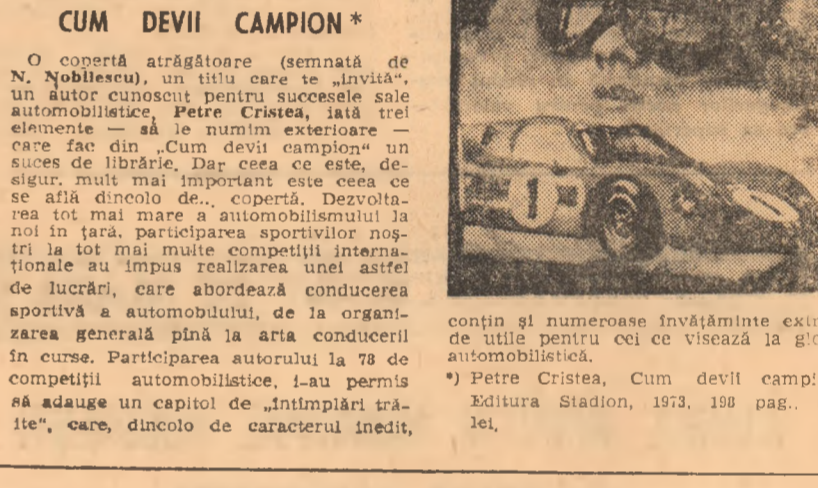 CUM DEVII CAMPION*
O copertă atrăgătoare (semnată de
N. Nobilescu), un titlu care te „invită“,
un autor cunoscut pentru succesele sale
automobilistice, Petre Cristea, iată trei
elemente — să le numim exterioare —
care fac din „Cum devii campion“ un
suces de librărie. Dar ceea ce este, de-
sigur, mult mai important este ceea ce
se află dincolo de... copertă. Dezvolta-
rea tot mai mare a automobilismului la
noi în țară, participarea sportivilor noș-
tri la tot mai multe competiții interna-
ționale au impus realizarea unei astfel
de lucrări, care abordează conducerea
sportivă a automobilului, de la organi-
zarea generală pînă la arta conducerii
în curse. Participarea autorului la 78 de
competiții automobilistice, i-au permis
să adauge un capitol de „întîmplări tră-
ite“, care, dincolo de caracterul inedit,
1
conțin și numeroase învățăminte
de utile pentru cei ce visează la
automobilistică.
*) Petre Cristea, Cum devii
Editura Stadion, 1973, 198 pag..
lei.